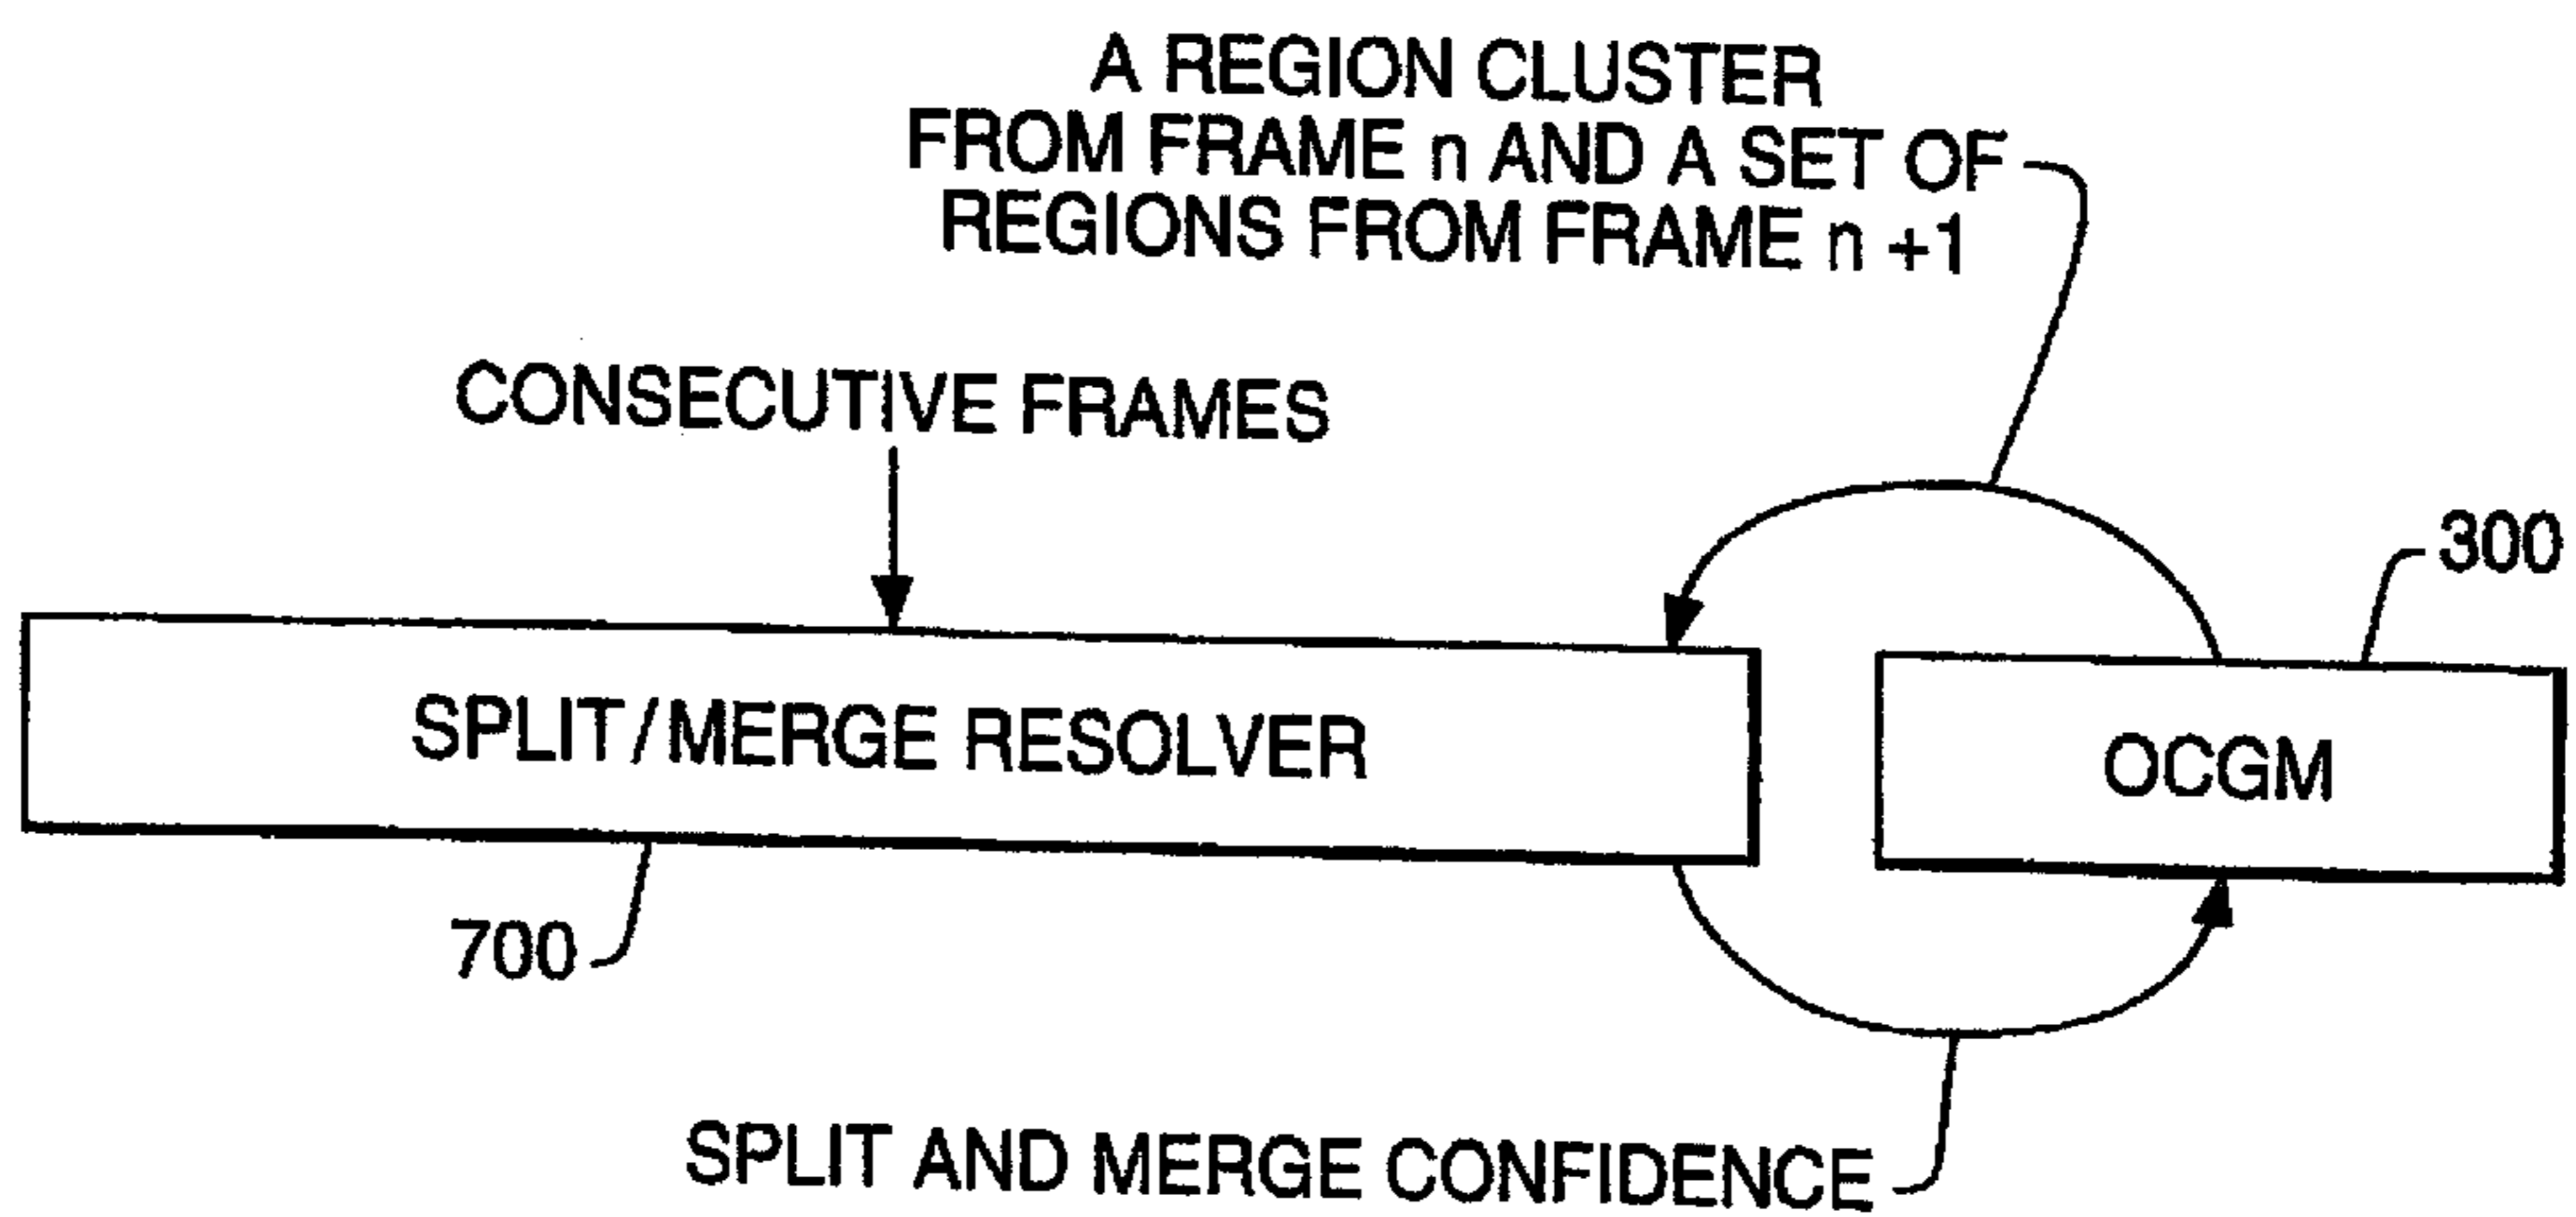 A REGION CLUSTER
FROM FRAME n AND A SET OF
REGIONS FROM FRAME n +1
CONSECUTIVE FRAMES
300
SPLIT/MERGE RESOLVER
OCGM
700
SPLIT AND MERGE CONFIDENCE